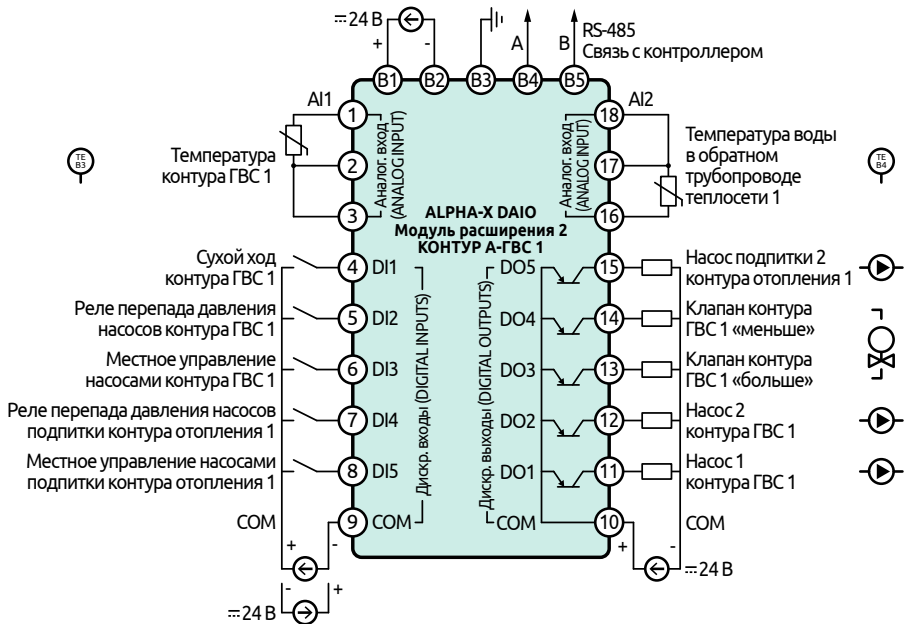 ⎓24 В
+
-
A
B
RS-485
Связь с контроллером
B1
B2
B3
B4
B5
AI1
1
2
3
Аналог. вход
(ANALOG INPUT)
Температура
контура ГВС 1
TE
B3
AI2
18
17
16
Аналог. вход
(ANALOG INPUT)
Температура воды
в обратном
трубопроводе
теплосети 1
TE
B4
ALPHA-X DAIO
Модуль расширения 2
КОНТУР А-ГВС 1
Сухой ход
контура ГВС 1
4
DI1
Реле перепада давления
насосов контура ГВС 1
5
DI2
Местное управление
насосами контура ГВС 1
6
DI3
Реле перепада давления насосов
подпитки контура отопления 1
7
DI4
Местное управление насосами
подпитки контура отопления 1
8
DI5
COM
9
COM
Дискр. входы (DIGITAL INPUTS)
+
-
-
+
⎓24 В
Дискр. выходы (DIGITAL OUTPUTS)
DO5
15
Насос подпитки 2
контура отопления 1
DO4
14
Клапан контура
ГВС 1 «меньше»
DO3
13
Клапан контура
ГВС 1 «больше»
DO2
12
Насос 2
контура ГВС 1
DO1
11
Насос 1
контура ГВС 1
COM
10
COM
+
-
⎓24 В